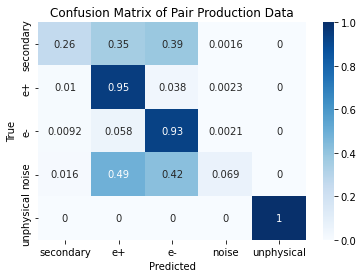 Confusion Matrix of Pair Production Data
True
secondary 0.26 0.35 0.39 0.0016 0
e+ 0.01 0.95 0.038 0.0023 0
e- 0.0092 0.058 0.93 0.0021 0
noise 0.016 0.49 0.42 0.069 0
unphysical 0 0 0 0 1
secondary e+ e- noise unphysical
Predicted
1.0
0.8
0.6
0.4
0.2
0.0